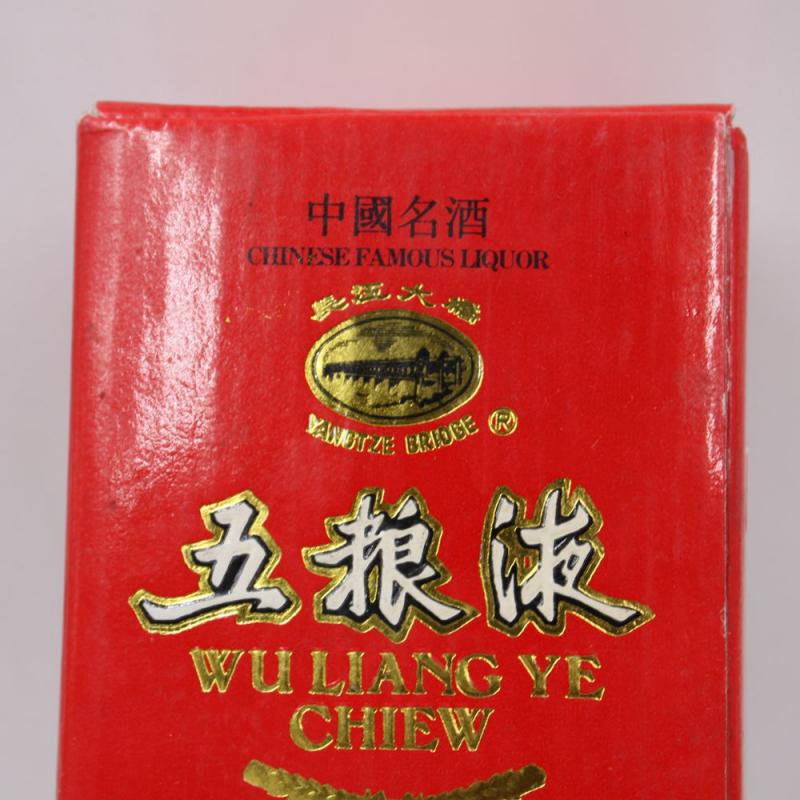 中國名酒
CHINESE FAMOUS LIQUOR
長江大橋
YANGTZE BRIDGE ®
五粮液
WU LIANG YE
CHIEW